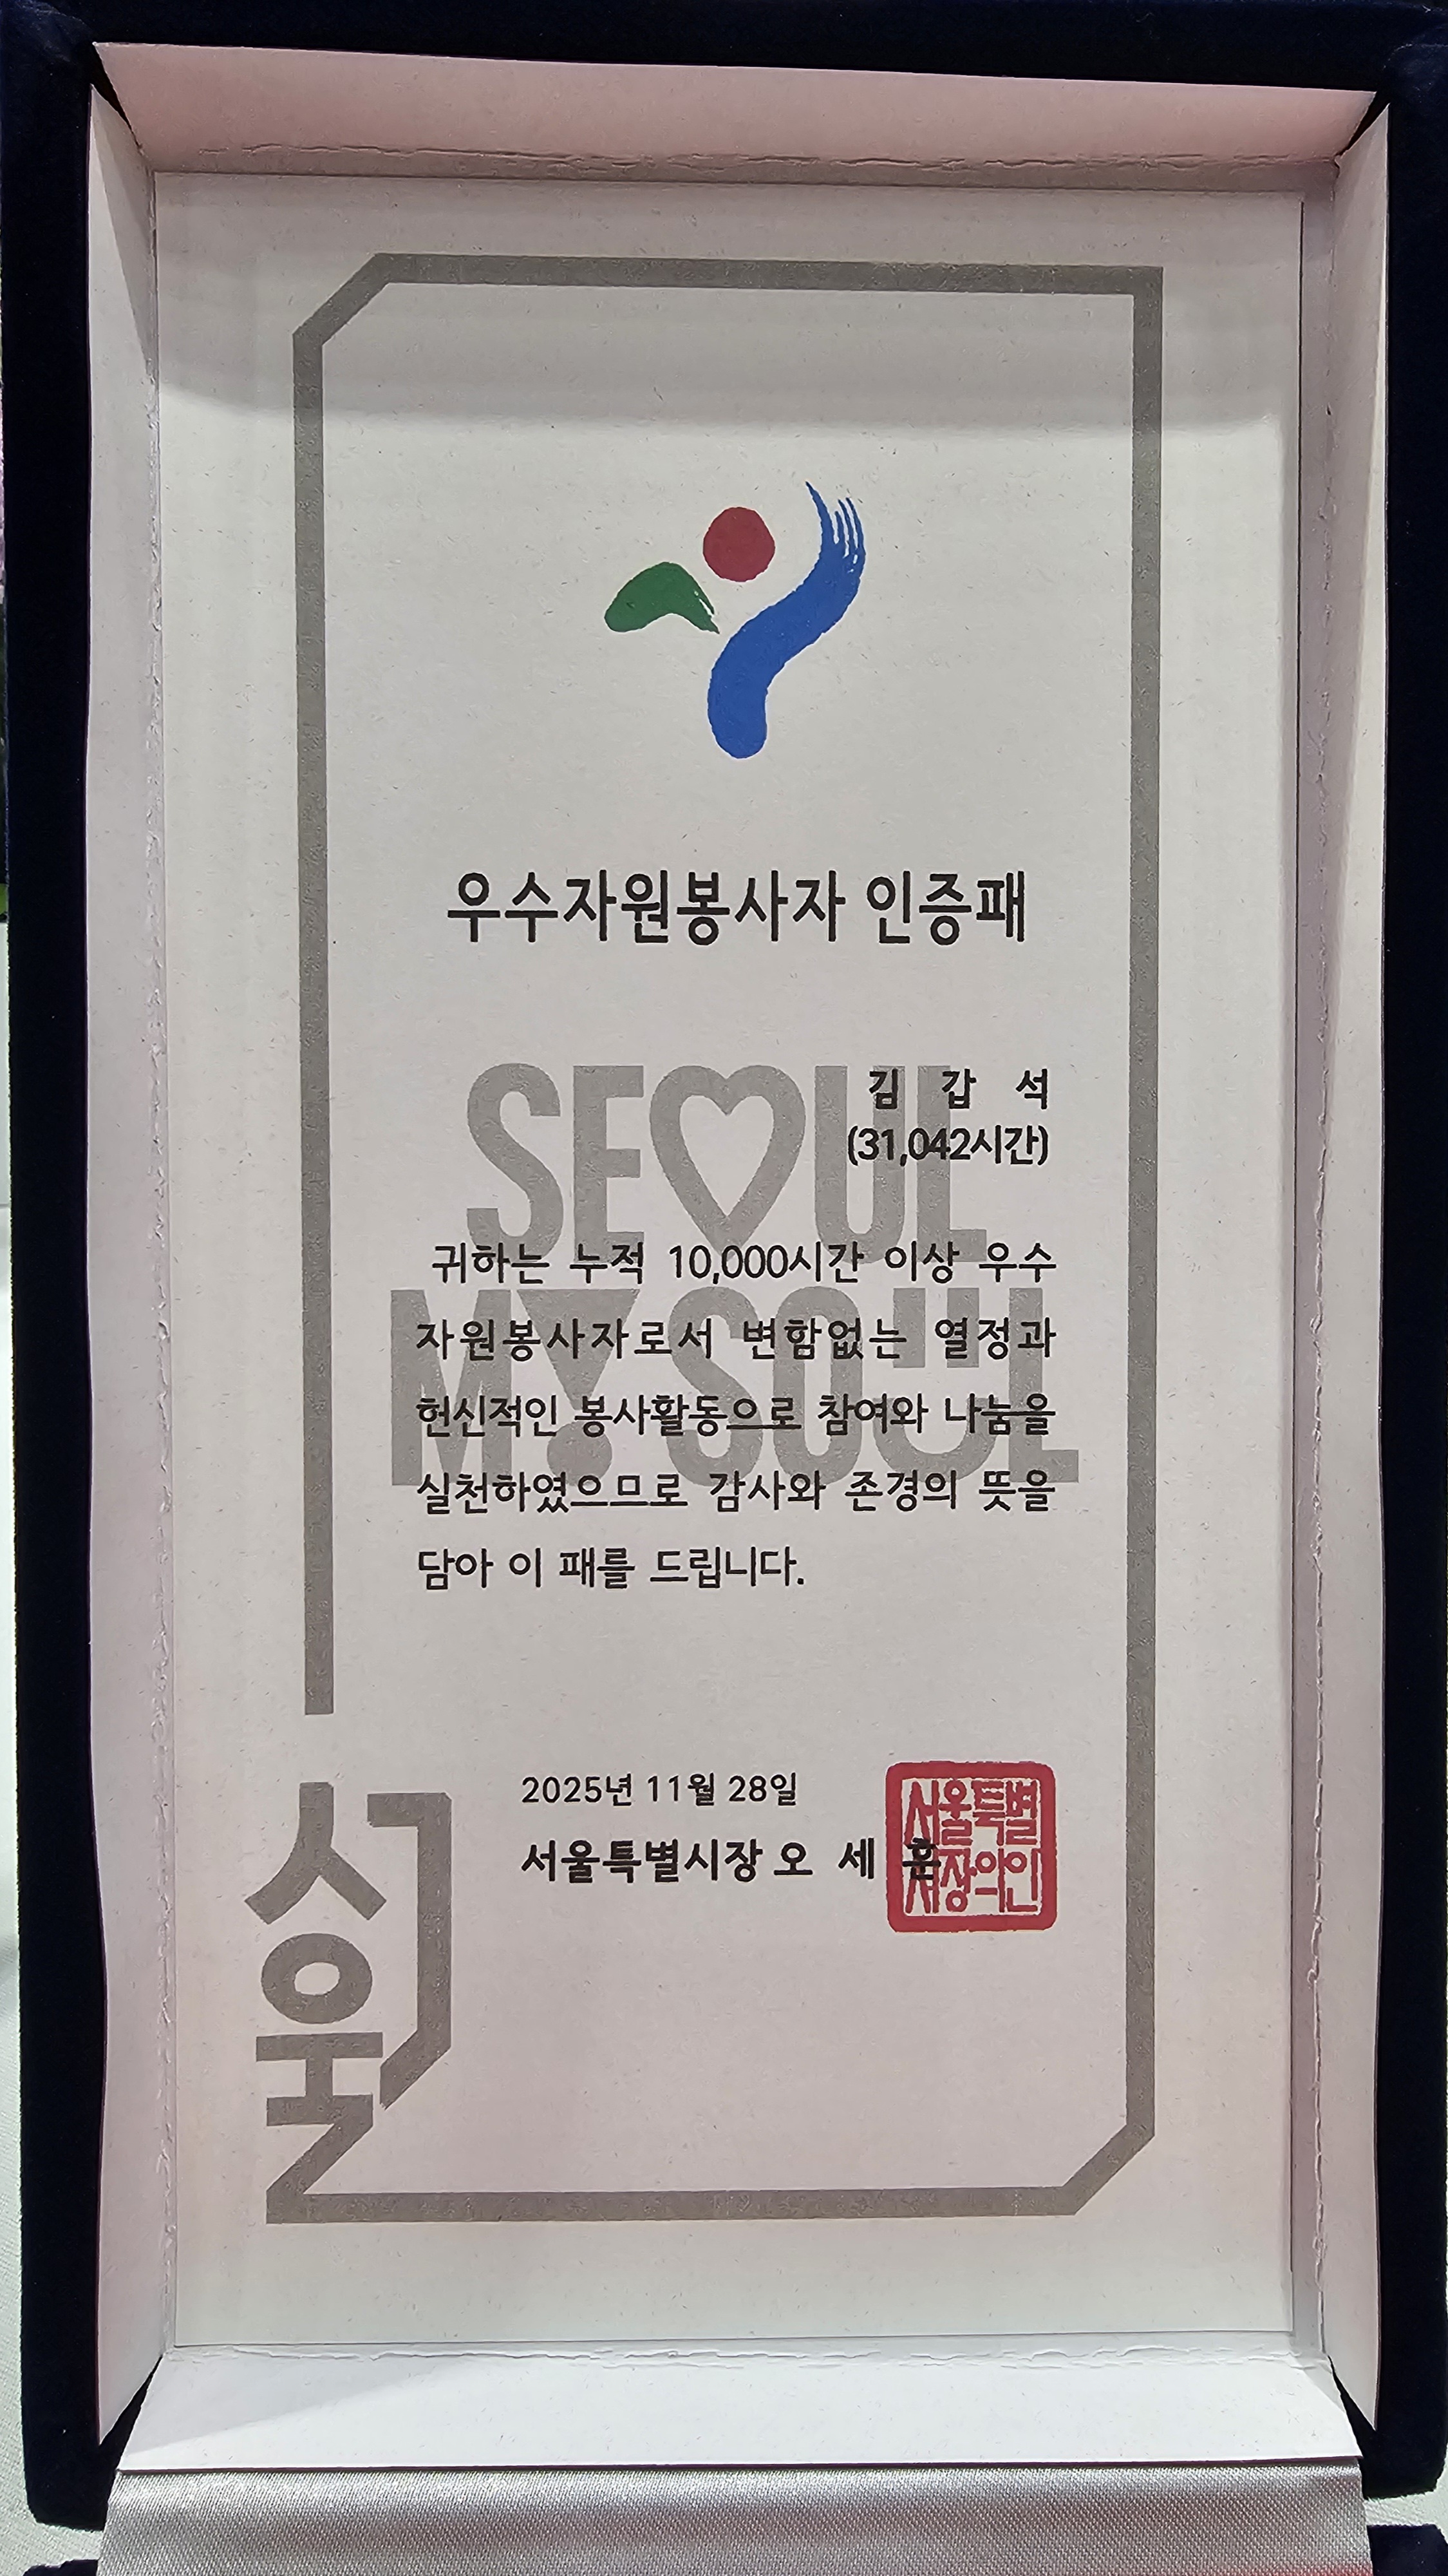 우수자원봉사자 인증패
SEOUL
MY SOUL
김 갑 석
(31,042시간)
귀하는 누적 10,000시간 이상 우수
자원봉사자로서 변함없는 열정과
헌신적인 봉사활동으로 참여와 나눔을
실천하였으므로 감사와 존경의 뜻을
담아 이 패를 드립니다.
2025년 11월 28일
서울특별시장 오 세 훈
서울특별
시장의인
서울